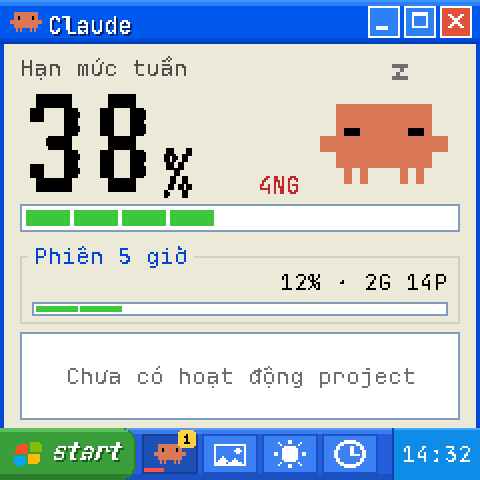 Claude
Hạn mức tuần
z
38%
4NG
Phiên 5 giờ
12% · 2G 14P
Chưa có hoạt động project
start
1
14:32